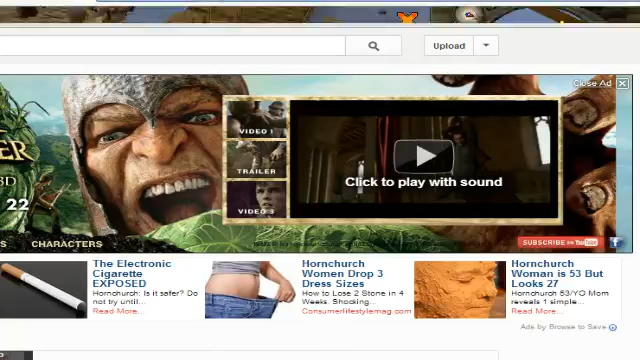 Upload
Close Ad
ER
3D
22
VIDEO 1
TRAILER
VIDEO 3
Click to play with sound
S CHARACTERS
SUBSCRIBE on YouTube
The Electronic
Cigarette
EXPOSED
Hornchurch: Is it safer? Do
not try until...
Read More...
Hornchurch
Women Drop 3
Dress Sizes
How to Lose 2 Stone in 4
Weeks. Shocking...
Consumerlifestylemag.com
Hornchurch
Woman is 53 But
Looks 27
Hornchurch 53/YO Mom
reveals 1 simple...
Read More...
Ads by Browse to Save